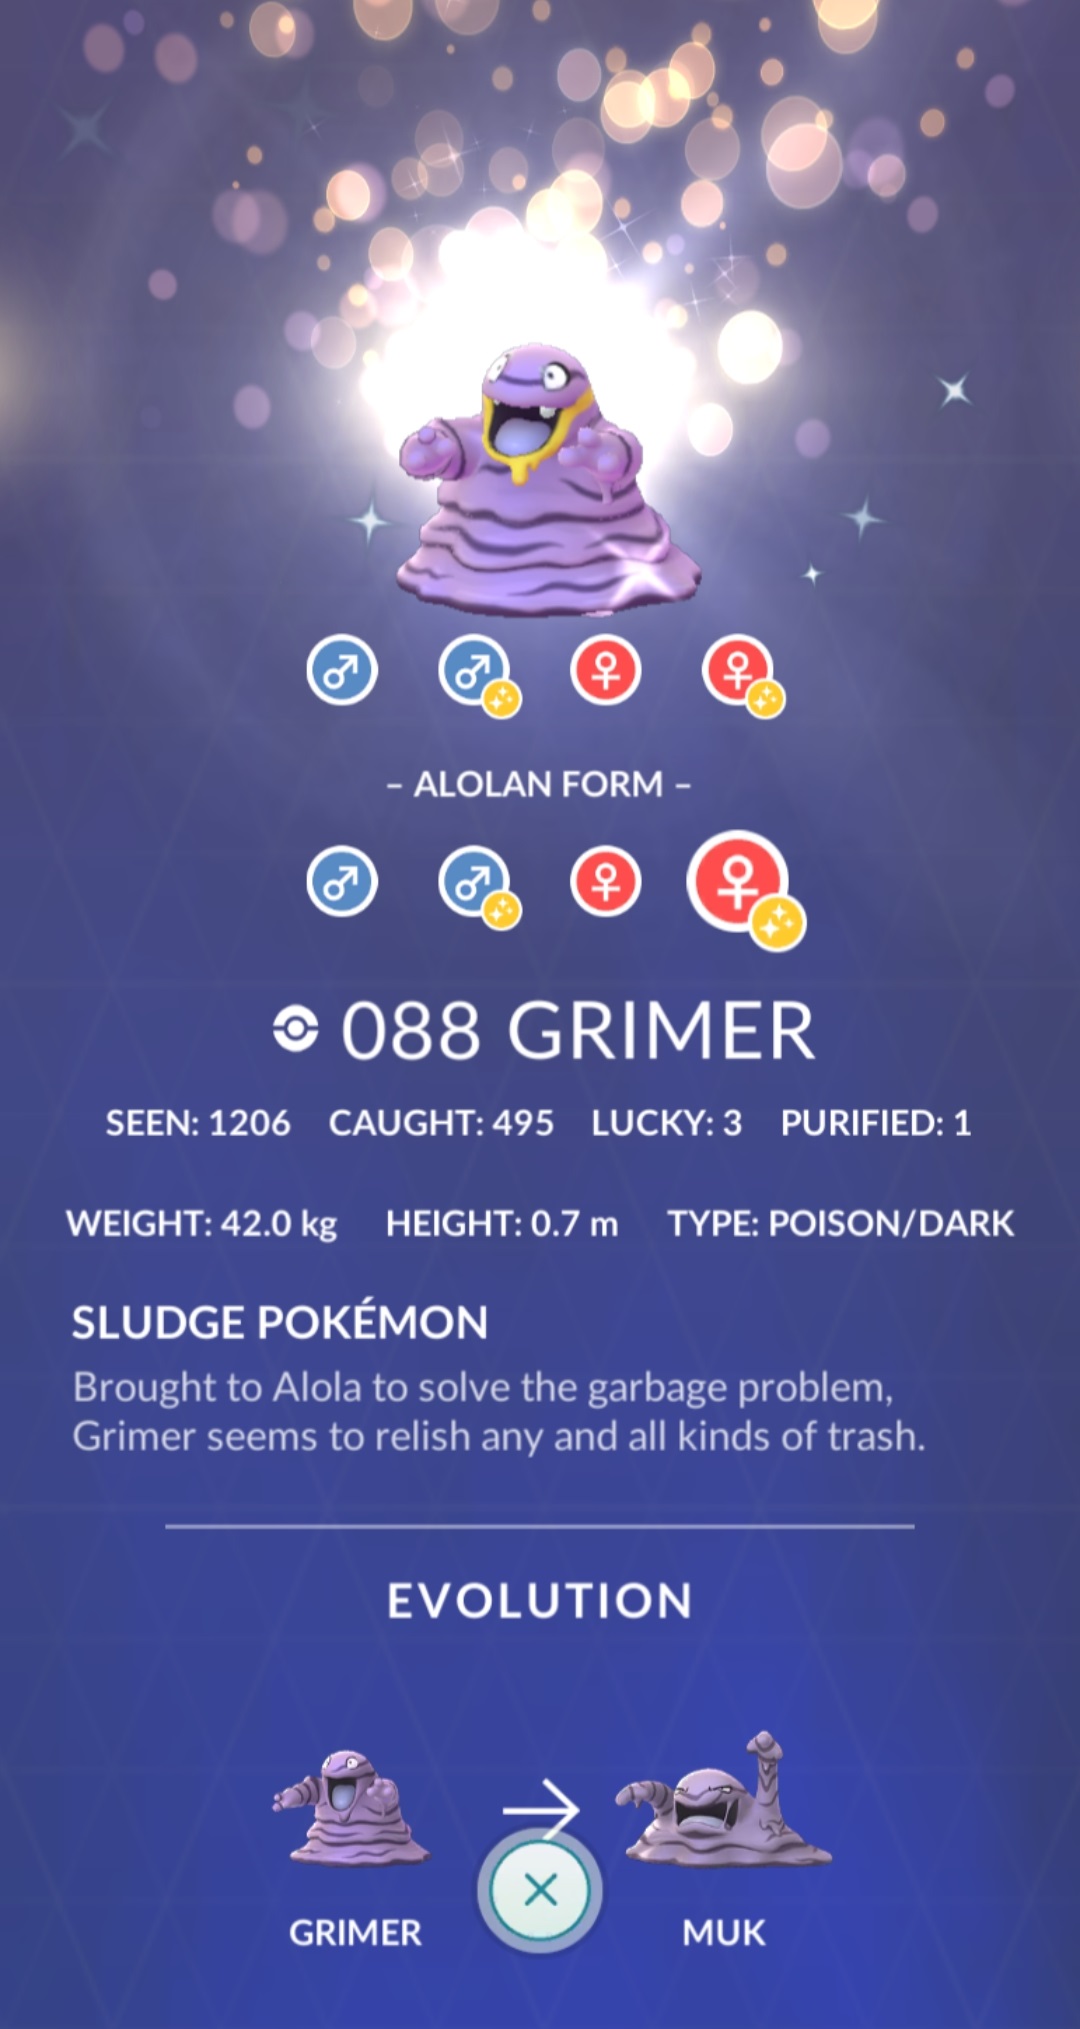 – ALOLAN FORM –
088 GRIMER
SEEN: 1206 CAUGHT: 495 LUCKY: 3 PURIFIED: 1
WEIGHT: 42.0 kg HEIGHT: 0.7 m TYPE: POISON/DARK
SLUDGE POKÉMON
Brought to Alola to solve the garbage problem,
Grimer seems to relish any and all kinds of trash.
EVOLUTION
GRIMER MUK